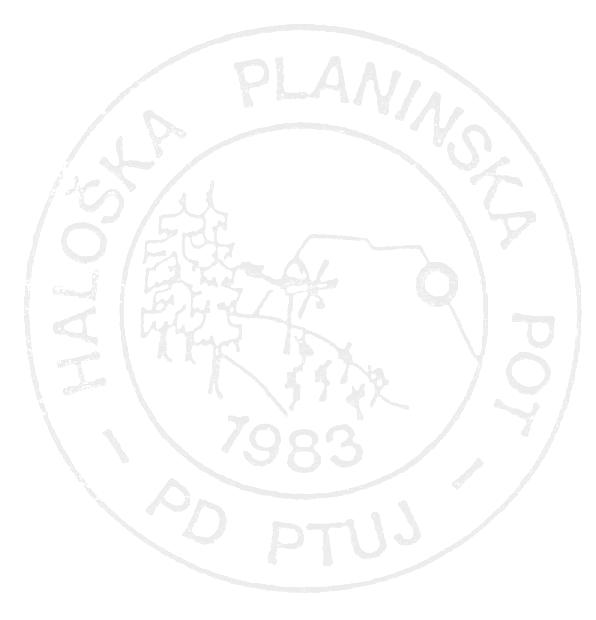 HALOŠKA PLANINSKA POT
1983
– PD PTUJ –